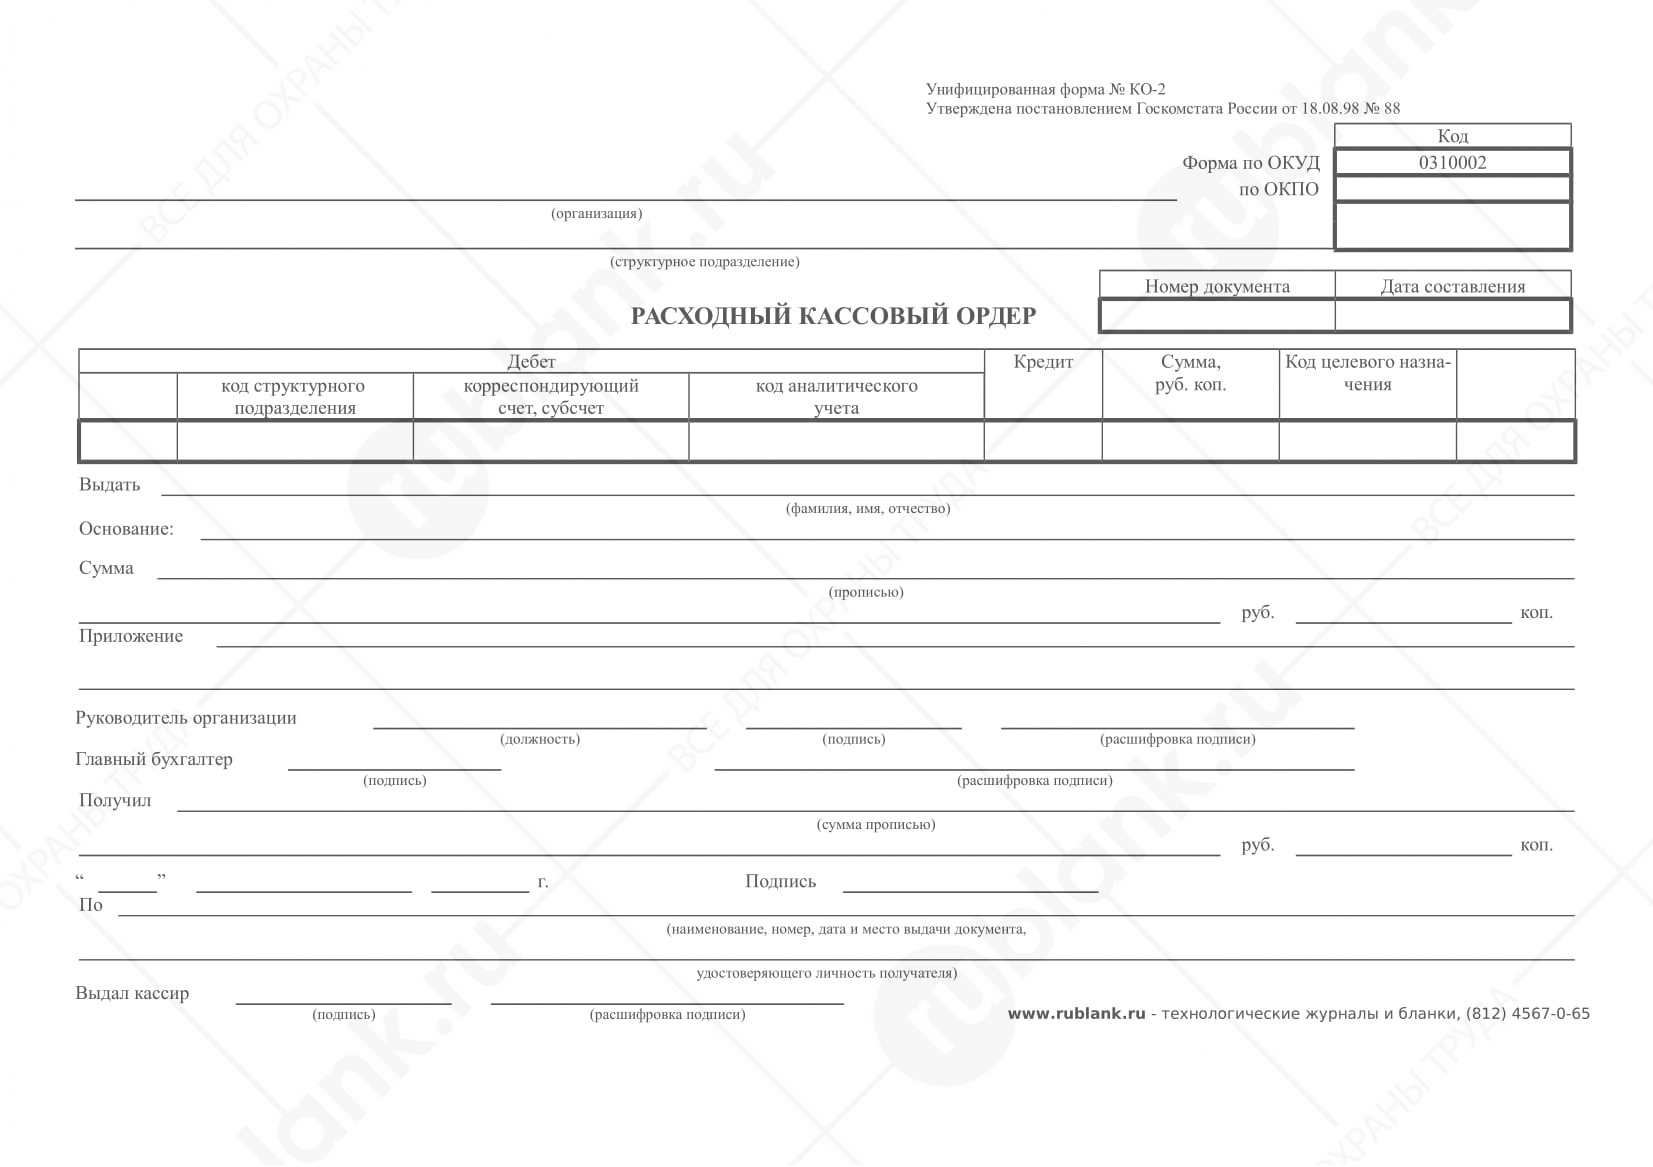 Унифицированная форма № КО-2
Утверждена постановлением Госкомстата России от 18.08.98 № 88
Код
Форма по ОКУД 0310002
по ОКПО
(организация)
(структурное подразделение)
Номер документа Дата составления
РАСХОДНЫЙ КАССОВЫЙ ОРДЕР
Дебет Кредит Сумма, руб. коп. Код целевого назна-
чения
код структурного подразделения корреспондирующий счет, субсчет код аналитического учета
Выдать
(фамилия, имя, отчество)
Основание:
Сумма
(прописью)
руб. коп.
Приложение
Руководитель организации
(должность) (подпись) (расшифровка подписи)
Главный бухгалтер
(подпись) (расшифровка подписи)
Получил
(сумма прописью)
руб. коп.
“ ” г. Подпись
По
(наименование, номер, дата и место выдачи документа,
удостоверяющего личность получателя)
Выдал кассир
(подпись) (расшифровка подписи)
www.rublank.ru - технологические журналы и бланки, (812) 4567-0-65
rublank.ru
ВСЕ ДЛЯ ОХРАНЫ ТРУДА